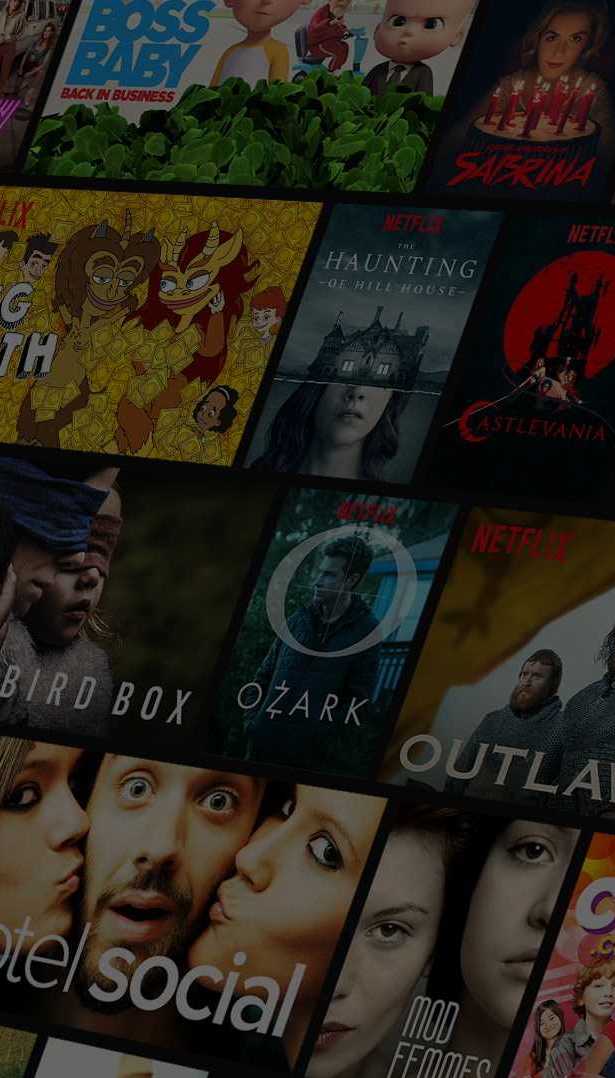 BOSS
BABY
BACK IN BUSINESS
SABRINA
NETFLIX
THE
HAUNTING
-OF HILL HOUSE-
CASTLEVANIA
BIRD BOX
NETFLIX
OZARK
NETFLIX
social
MOD
FEMMES